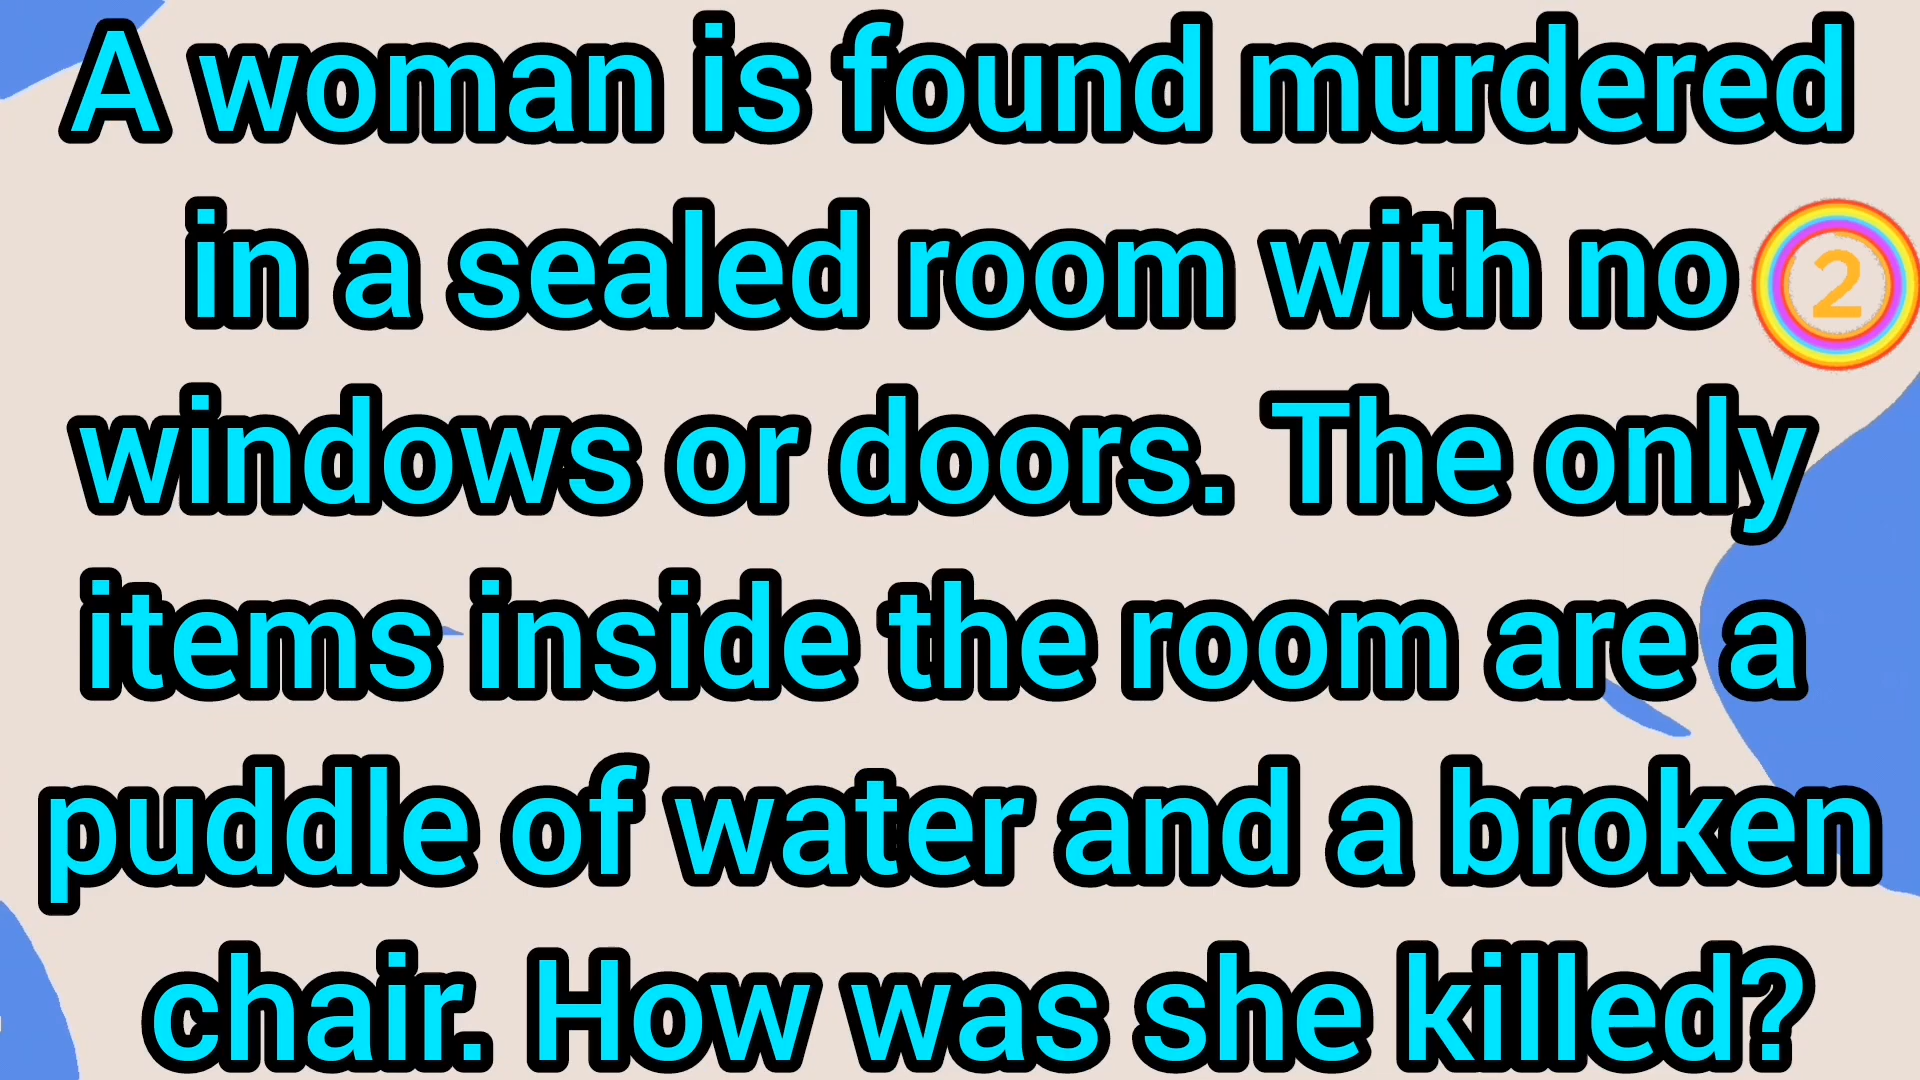 A woman is found murdered
in a sealed room with no
2
windows or doors. The only
items inside the room are a
puddle of water and a broken
chair. How was she killed?